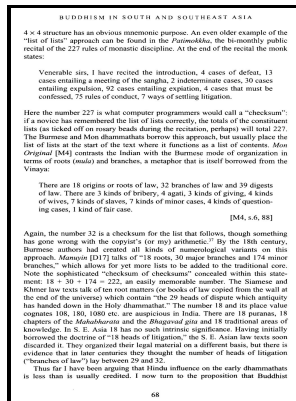 BUDDHISM IN SOUTH AND SOUTHEAST ASIA
4 × 4 structure has an obvious mnemonic purpose. An even older example of the
"list of lists" approach can be found in the Patimokkha, the bi-monthly public
recital of the 227 rules of monastic discipline. At the end of the recital the monk
states:
Venerable sirs, I have recited the introduction, 4 cases of defeat, 13
cases entailing a meeting of the sangha, 2 indeterminate cases, 30 cases
entailing expulsion, 92 cases entailing expiation, 4 cases that must be
confessed, 75 rules of conduct, 7 ways of settling litigation.
Here the number 227 is what computer programmers would call a "checksum":
if a novice has remembered the list of lists correctly, the totals of the constituent
lists (as ticked off on rosary beads during the recitation, perhaps) will total 227.
The Burmese and Mon dhammathats borrow this approach, but usually place the
list of lists at the start of the text where it functions as a list of contents. Mon
Original [M4] contrasts the Indian with the Burmese mode of organization in
terms of roots (mula) and branches, a metaphor that is itself borrowed from the
Vinaya:
There are 18 origins or roots of law, 32 branches of law and 39 digests
of law. There are 3 kinds of bribery, 4 agati, 3 kinds of giving, 4 kinds
of wives, 7 kinds of slaves, 7 kinds of minor cases, 4 kinds of question-
ing cases, 1 kind of fair case.
[M4, s.6, 88]
Again, the number 32 is a checksum for the list that follows, though something
has gone wrong with the copyist's (or my) arithmetic. By the 18th century,
Burmese authors had created all kinds of numerological variants on this
approach. Manuyin [D17] talks of "18 roots, 30 major branches and 174 minor
branches," which allows for yet more lists to be added to the traditional core.
Note the sophisticated "checksum of checksums" concealed within this state-
ment: 18 + 30 + 174 = 222, an easily memorable number. The Siamese and
Khmer law texts talk of ten root matters (or books of law copied from the wall at
the end of the universe) which contain "the 29 heads of dispute which antiquity
has handed down in the Holy dhammathat." The number 18 and its place value
cognates 108, 180, 1080 etc. are auspicious in India. There are 18 puranas, 18
chapters of the Mahabharata and the Bhagavad gita and 18 traditional areas of
knowledge. In S. E. Asia 18 has no such intrinsic significance. Having initially
borrowed the doctrine of "18 heads of litigation," the S. E. Asian law texts soon
discarded it. They organized their legal material on a different basis, but there is
evidence that in later centuries they thought the number of heads of litigation
("branches of law") lay between 29 and 32.
Thus far I have been arguing that Hindu influence on the early dhammathats
is less than is usually credited. I now turn to the proposition that Buddhist
68